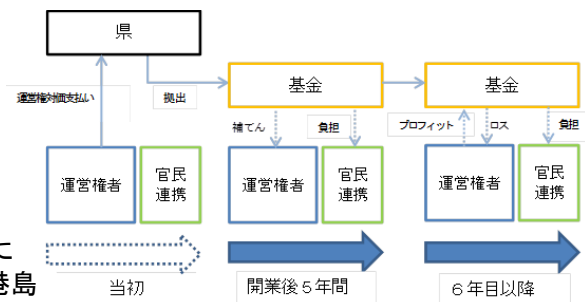 県
運営権対価支払い
拠出
基金
基金
補てん
負担
プロフィット
ロス
負担
運営権者
官民
連携
運営権者
官民
連携
運営権者
官民
連携
に
港島
当初
開業後５年間
６年目以降